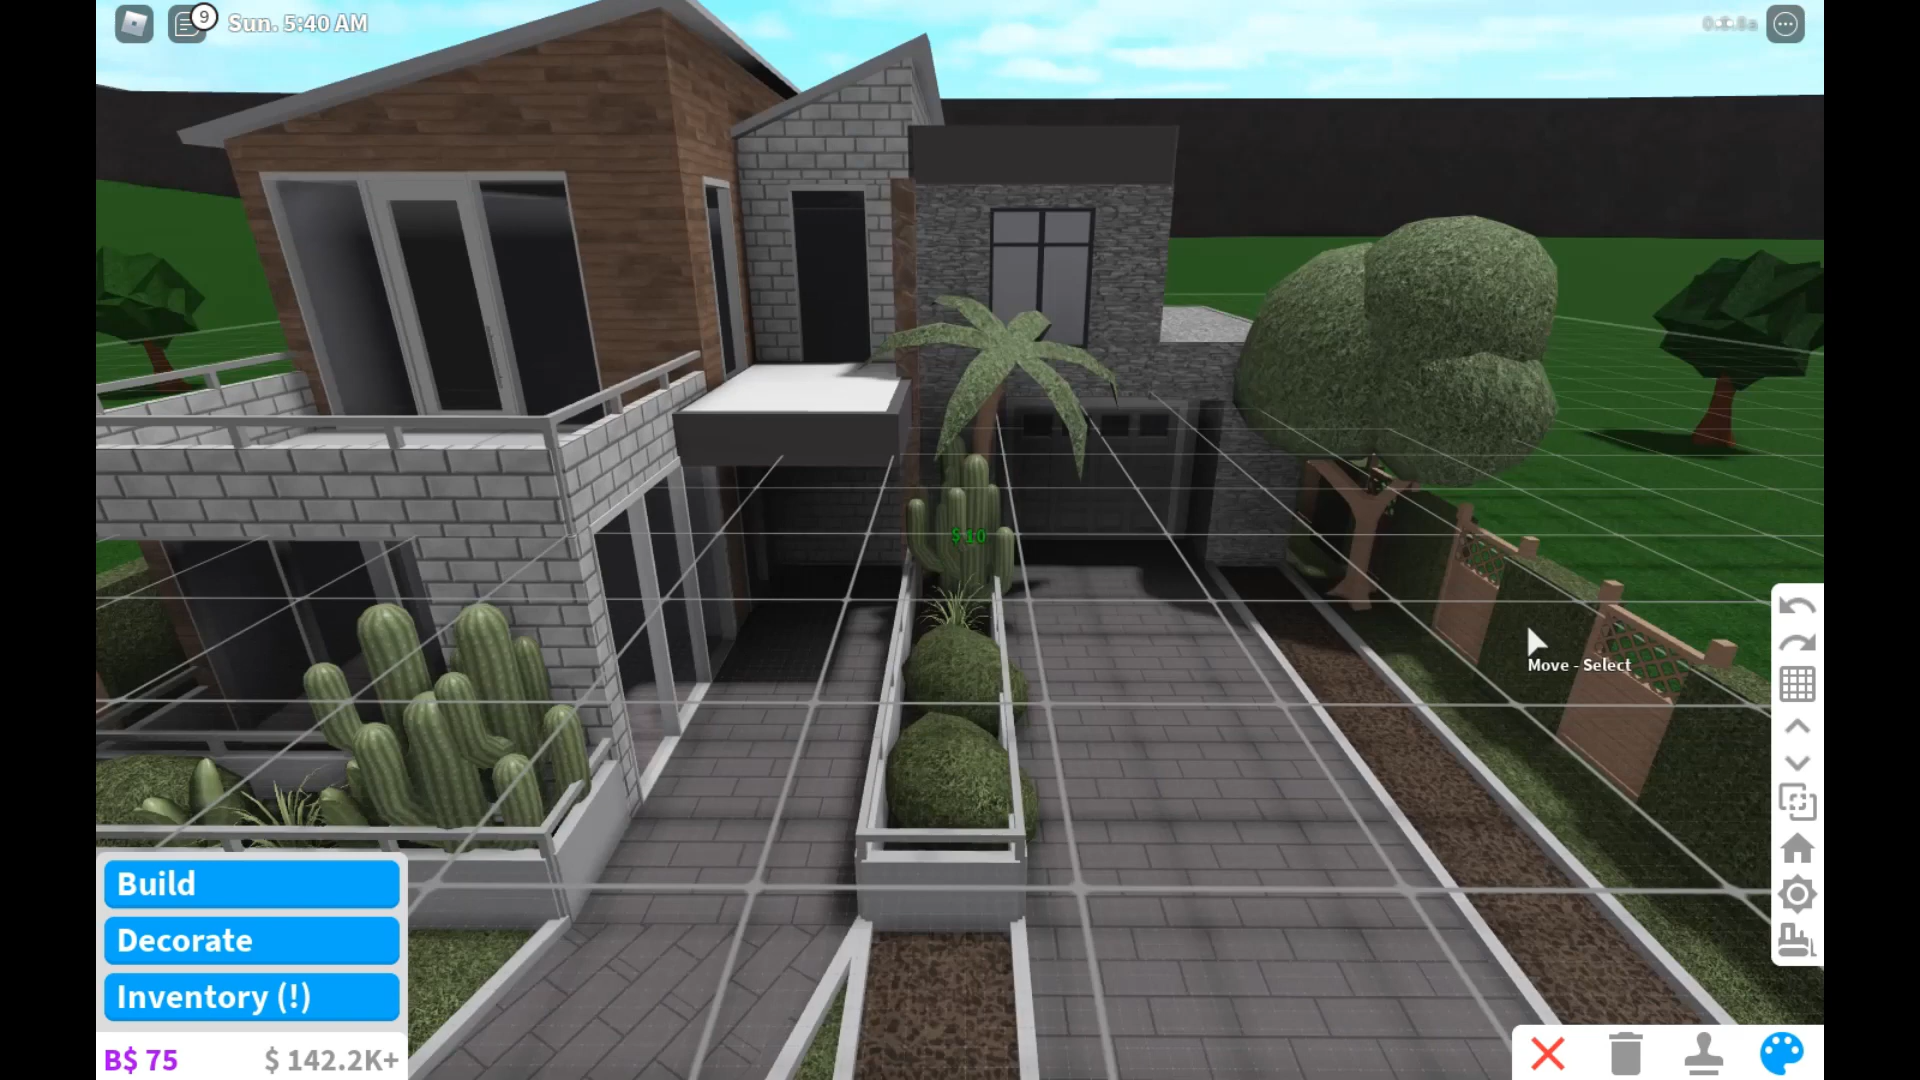 9
Sun. 5:40 AM
$ 10
Move - Select
Build
Decorate
Inventory (!)
B$ 75
$ 142.2K+